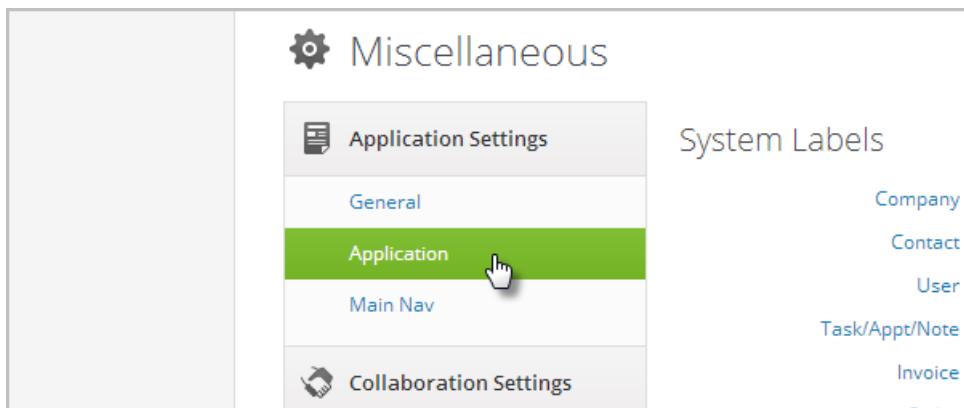 Miscellaneous
Application Settings
General
Application
Main Nav
Collaboration Settings
System Labels
Company
Contact
User
Task/Appt/Note
Invoice